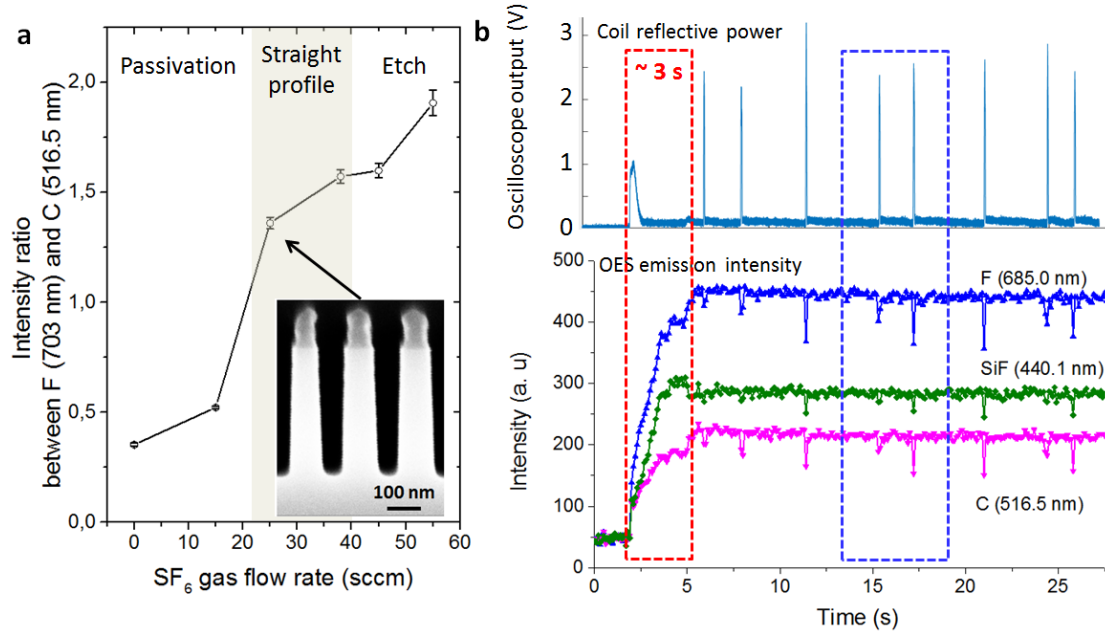 a
Passivation
Straight
profile
Etch
2,0
1,5
1,0
0,5
0,0
Intensity ratio
between F (703 nm) and C (516.5 nm)
100 nm
0 10 20 30 40 50 60
SF6 gas flow rate (sccm)
b
Coil reflective power
~ 3 s
3
2
1
0
Oscilloscope output (V)
OES emission intensity
F (685.0 nm)
SiF (440.1 nm)
C (516.5 nm)
500
400
300
200
100
0
Intensity (a. u)
0 5 10 15 20 25
Time (s)